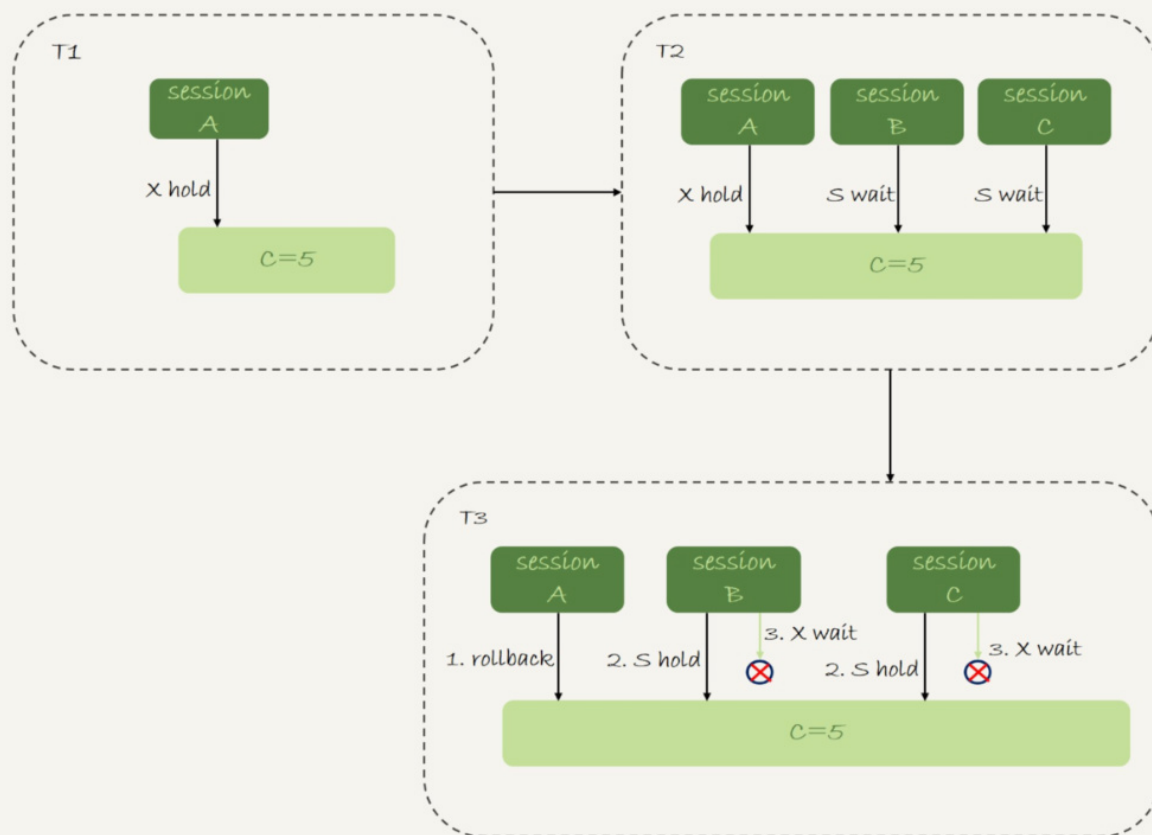 T1
session
A
X hold
C=5
T2
session
A
session
B
session
C
X hold
S wait
S wait
C=5
T3
session
A
session
B
session
C
1. rollback
2. S hold
3. X wait
2. S hold
3. X wait
C=5